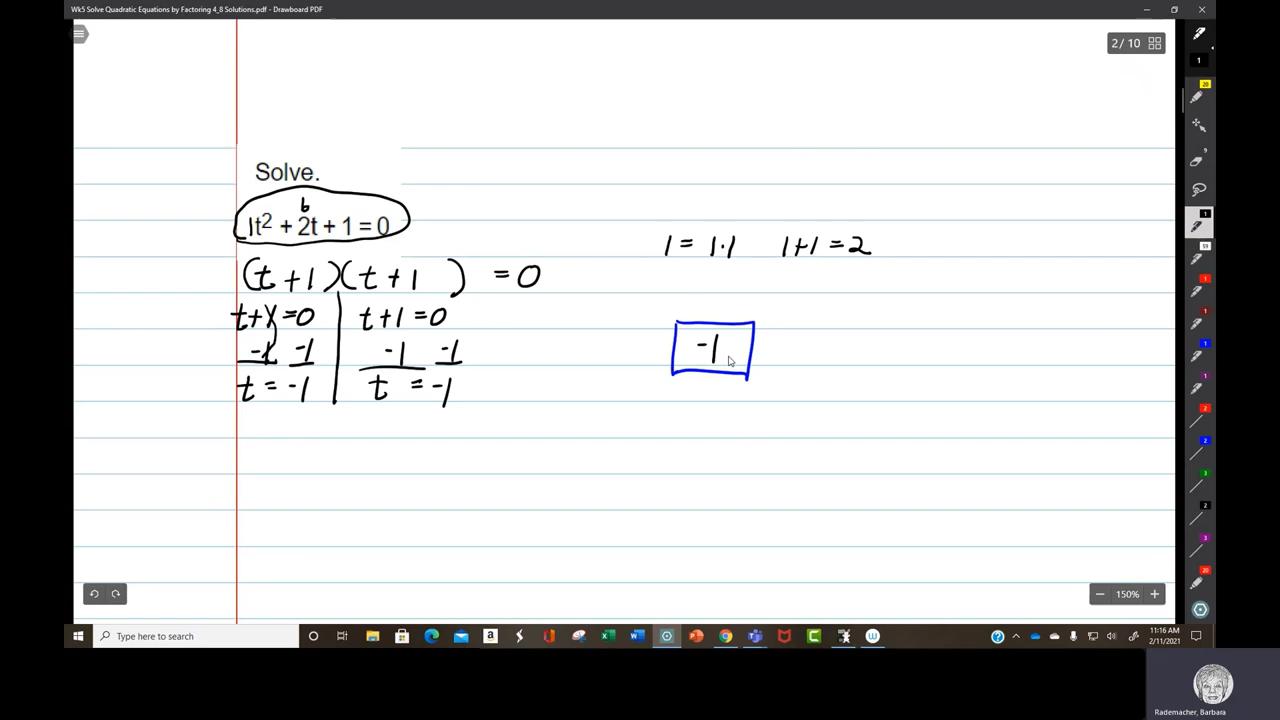 Wk5 Solve Quadratic Equations by Factoring 4_8 Solutions.pdf - Drawboard PDF
2 / 10
1
20
Solve.
b
1t² + 2t + 1 = 0
1 = 1·1 1+1 = 2
(t + 1)(t + 1 ) = 0
t+1 = 0 t+1 = 0
-1 -1 -1 -1
t = -1 t = -1
-1
150%
Type here to search
11:16 AM
2/11/2021
Rademacher, Barbara